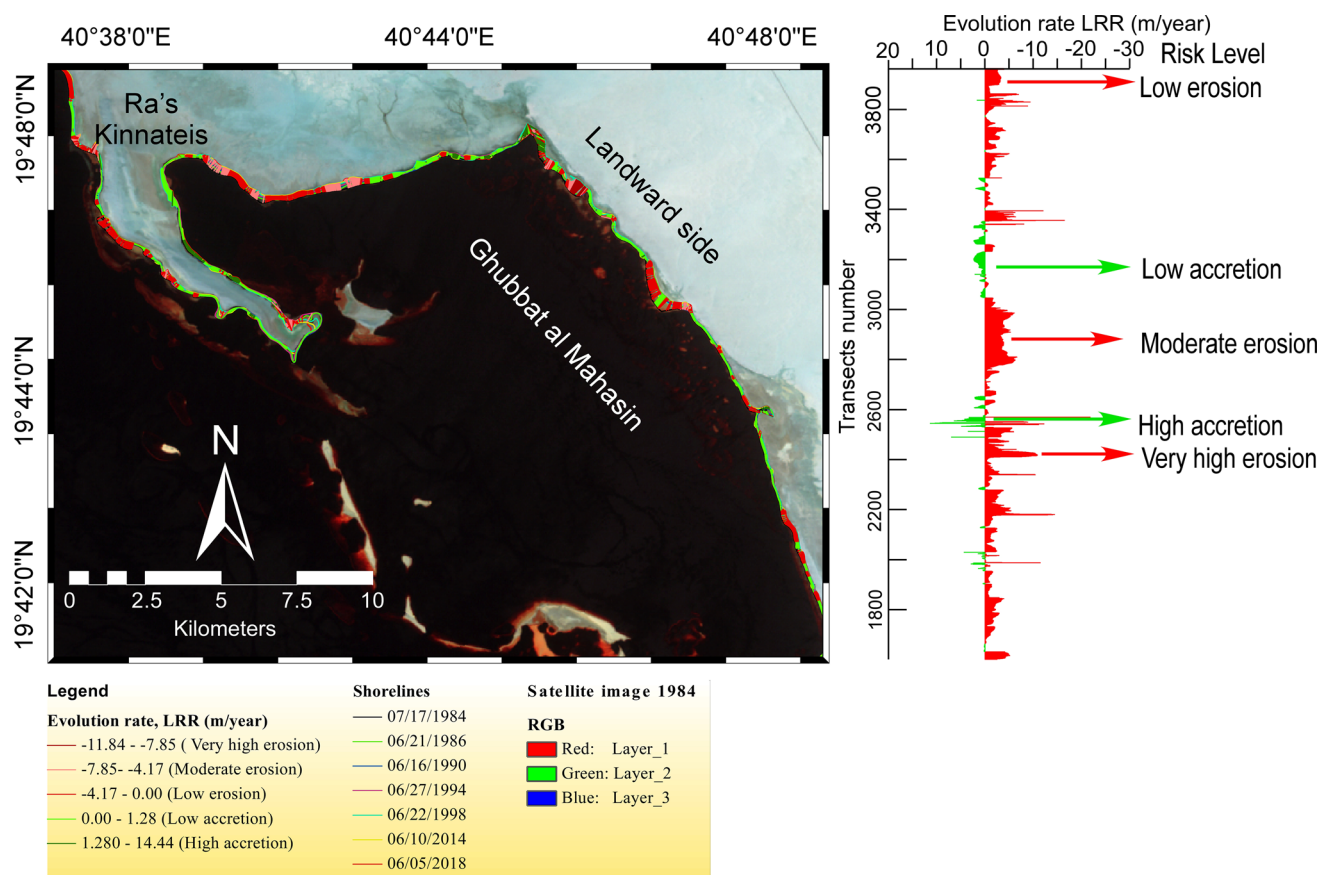 40°38'0"E
40°44'0"E
40°48'0"E
19°48'0"N
19°44'0"N
19°42'0"N
Ra's
Kinnateis
Landward side
Ghubbat al Mahasin
N
0 2.5 5 7.5 10
Kilometers
Evolution rate LRR (m/year)
20 10 0 -10 -20 -30
Risk Level
Transects number
3800
3400
3000
2600
2200
1800
Low erosion
Low accretion
Moderate erosion
High accretion
Very high erosion
Legend
Evolution rate, LRR (m/year)
-11.84 - -7.85 ( Very high erosion)
-7.85- -4.17 (Moderate erosion)
-4.17 - 0.00 (Low erosion)
0.00 - 1.28 (Low accretion)
1.280 - 14.44 (High accretion)
Shorelines
07/17/1984
06/21/1986
06/16/1990
06/27/1994
06/22/1998
06/10/2014
06/05/2018
Satellite image 1984
RGB
Red: Layer_1
Green: Layer_2
Blue: Layer_3